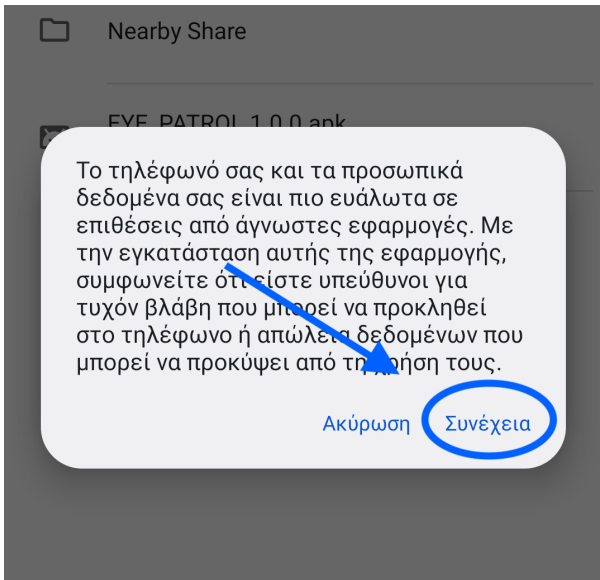 Nearby Share
EYE_PATROL_1.0.0.apk
Το τηλέφωνό σας και τα προσωπικά
δεδομένα σας είναι πιο ευάλωτα σε
επιθέσεις από άγνωστες εφαρμογές. Με
την εγκατάσταση αυτής της εφαρμογής,
συμφωνείτε ότι είστε υπεύθυνοι για
τυχόν βλάβη που μπορεί να προκληθεί
στο τηλέφωνο ή απώλεια δεδομένων που
μπορεί να προκύψει από τη χρήση τους.
Ακύρωση Συνέχεια